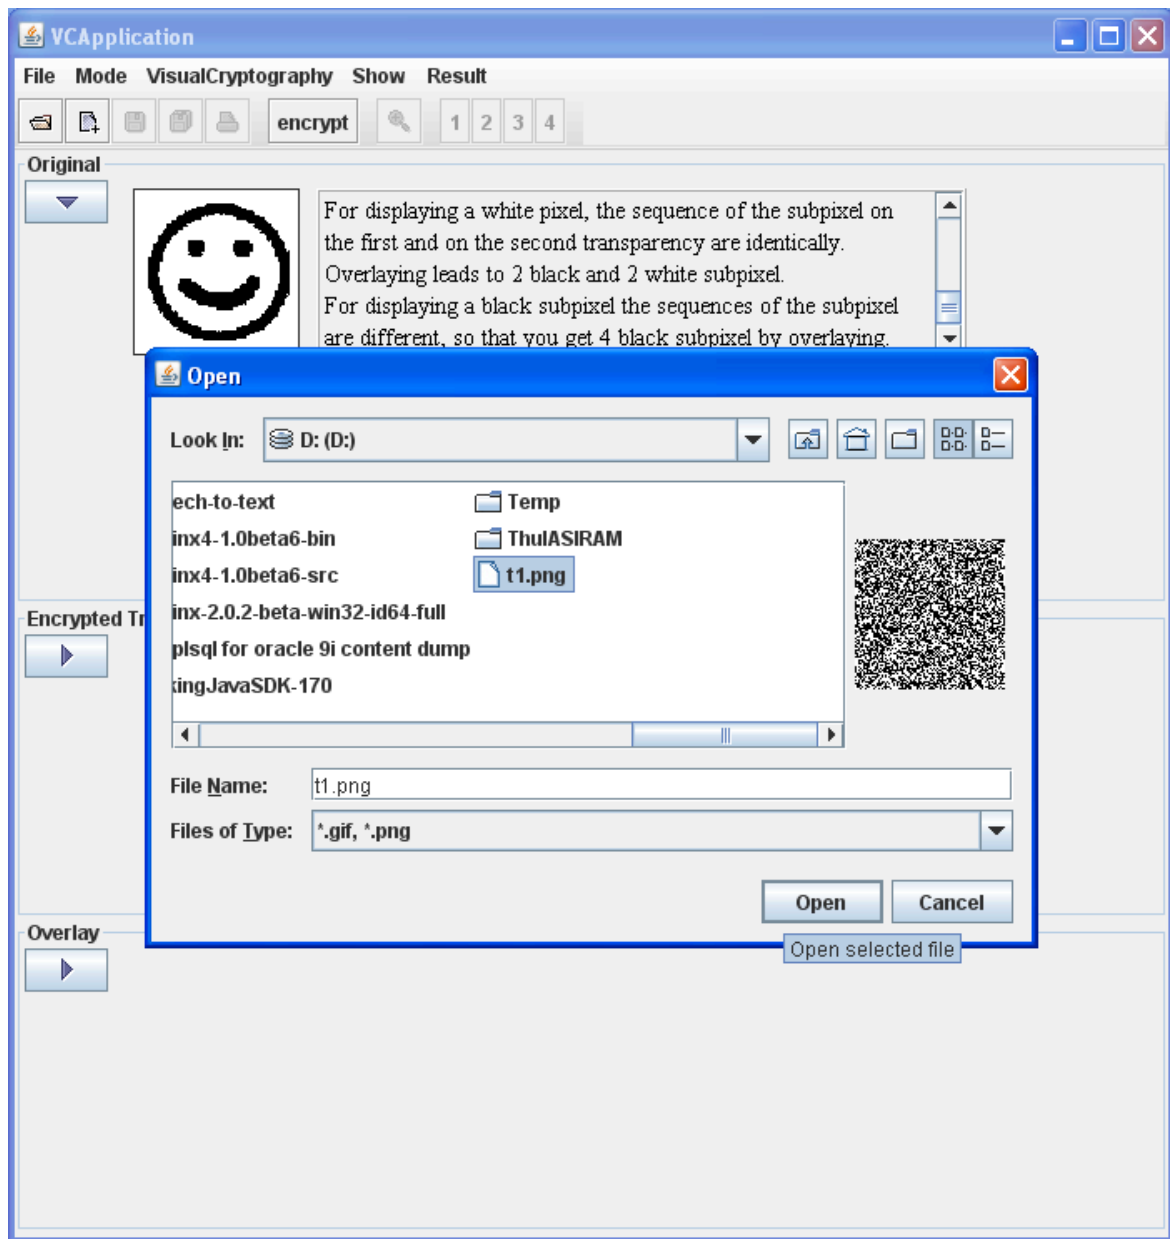 VCApplication
File Mode VisualCryptography Show Result
encrypt 1 2 3 4
Original
For displaying a white pixel, the sequence of the subpixel on
the first and on the second transparency are identically.
Overlaying leads to 2 black and 2 white subpixel.
For displaying a black subpixel the sequences of the subpixel
are different, so that you get 4 black subpixel by overlaying.
Open
Look In: D: (D:)
ech-to-text Temp
inx4-1.0beta6-bin ThulASIRAM
inx4-1.0beta6-src t1.png
inx-2.0.2-beta-win32-id64-full
Encrypted Tr
plsql for oracle 9i content dump
kingJavaSDK-170
File Name: t1.png
Files of Type: *.gif, *.png
Open Cancel
Overlay
Open selected file